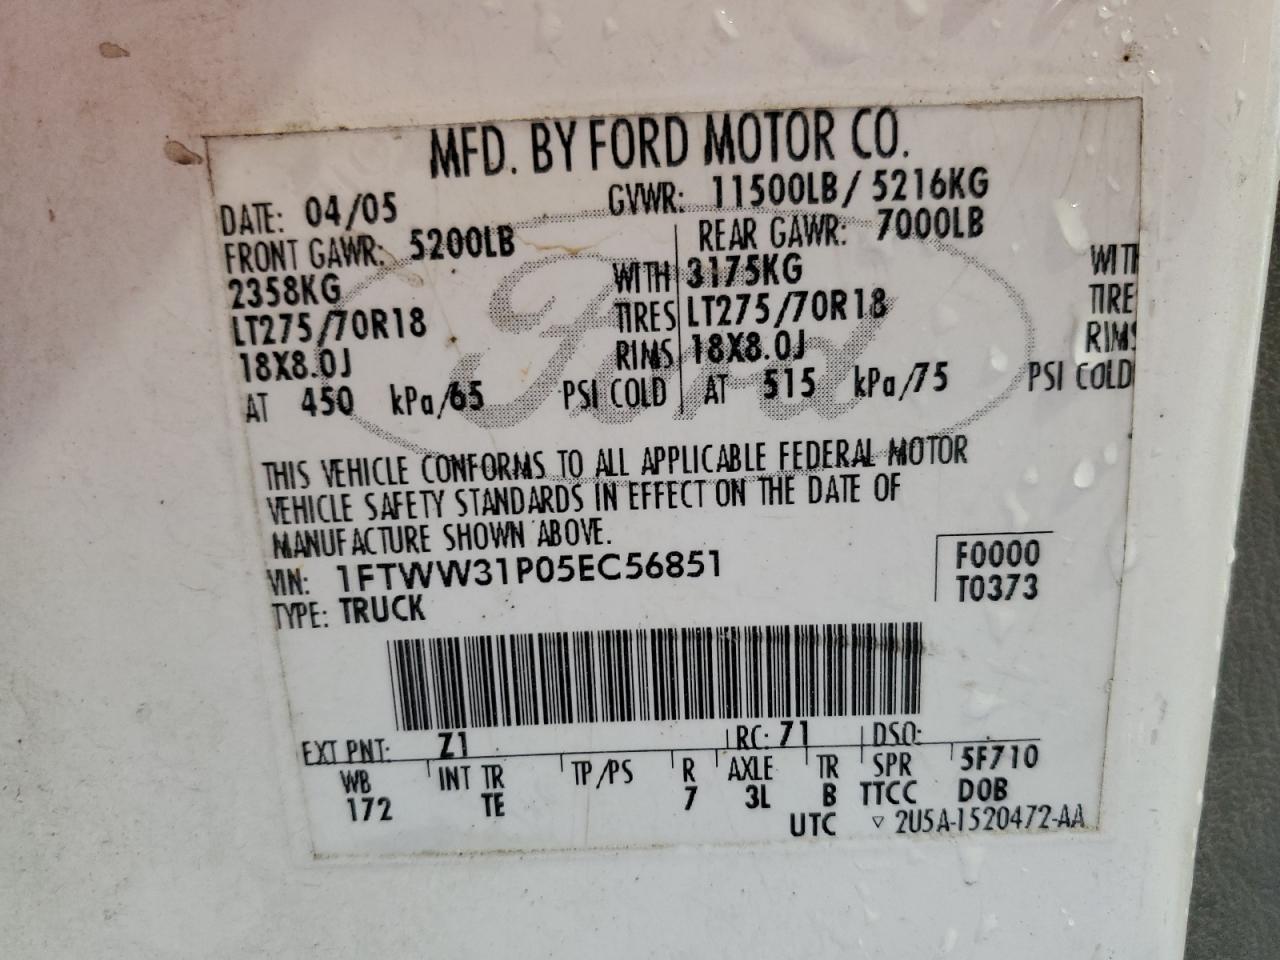 MFD. BY FORD MOTOR CO.
DATE: 04/05 GVWR: 11500LB/ 5216KG
FRONT GAWR: 5200LB REAR GAWR: 7000LB
2358KG WITH 3175KG WITH
LT275/70R18 TIRES LT275/70R18 TIRE
18X8.0J RIMS 18X8.0J RIMS
AT 450 kPa/65 PSI COLD AT 515 kPa/75 PSI COLD
Ford
THIS VEHICLE CONFORMS TO ALL APPLICABLE FEDERAL MOTOR
VEHICLE SAFETY STANDARDS IN EFFECT ON THE DATE OF
MANUFACTURE SHOWN ABOVE.
VIN: 1FTWW31P05EC56851 F0000
TYPE: TRUCK T0373
EXT PNT: Z1 RC: 71 DSO:
WB INT TR TP/PS R AXLE TR SPR 5F710
172 TE 7 3L B TTCC DOB
UTC ▽ 2U5A-1520472-AA